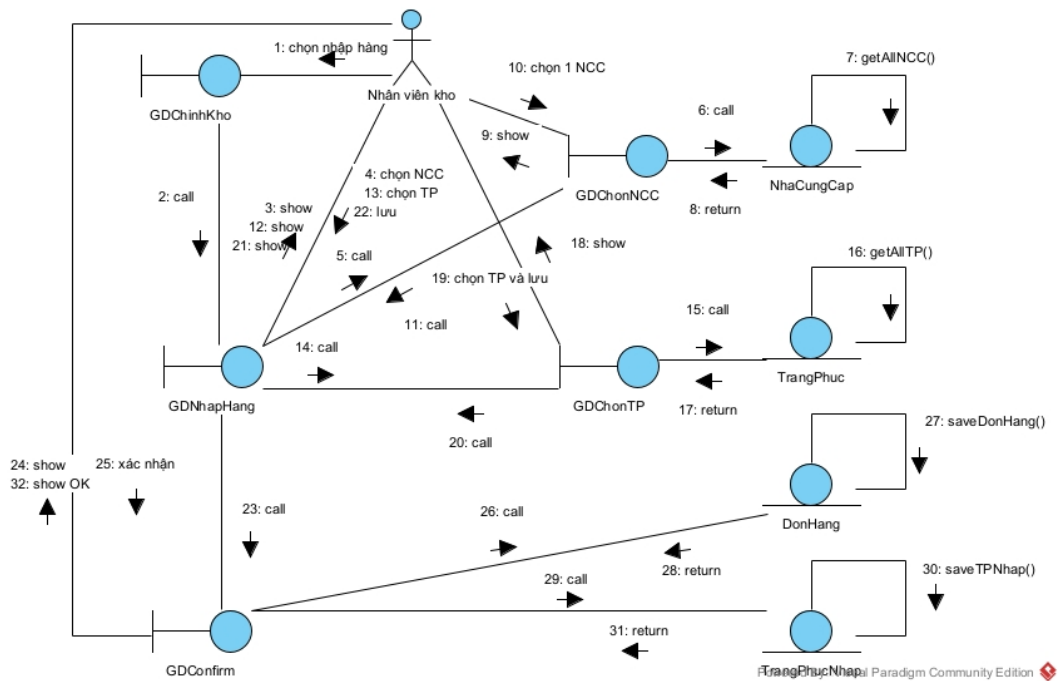 1: chọn nhập hàng
Nhân viên kho
GDChinhKho
10: chọn 1 NCC
7: getAllNCC()
6: call
9: show
GDChonNCC
NhaCungCap
8: return
2: call
4: chọn NCC
13: chọn TP
22: lưu
3: show
12: show
21: show
5: call
18: show
16: getAllTP()
19: chọn TP và lưu
15: call
11: call
14: call
GDNhapHang
GDChonTP
TrangPhuc
17: return
20: call
27: saveDonHang()
24: show
32: show OK
25: xác nhận
23: call
26: call
DonHang
28: return
29: call
30: saveTPNhap()
31: return
GDConfirm
TrangPhucNhap
Powered By Visual Paradigm Community Edition